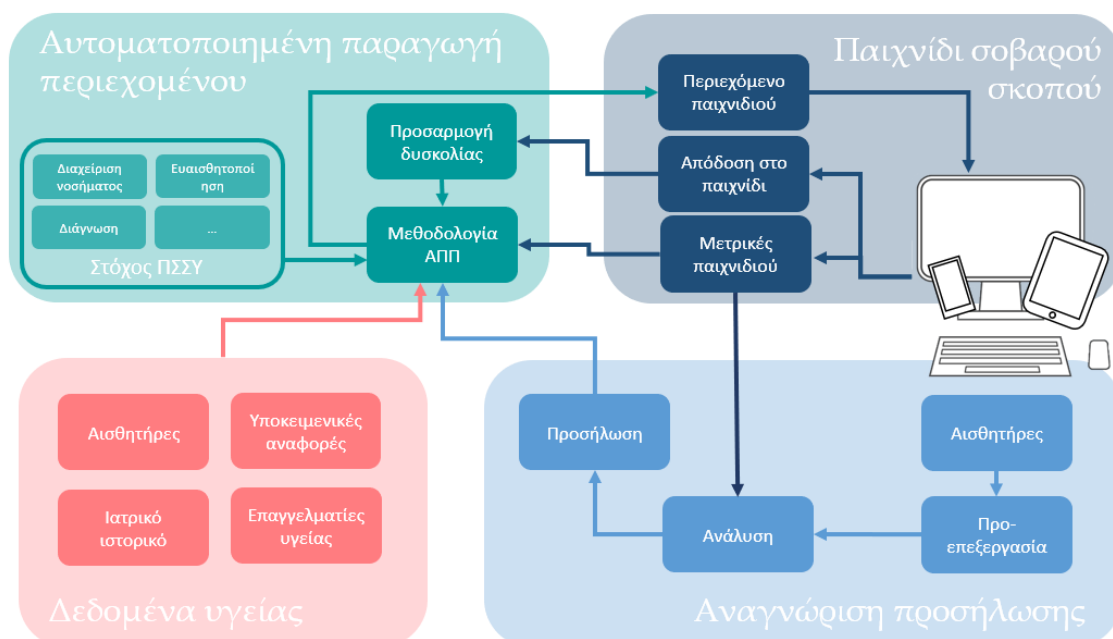 Αυτοματοποιημένη παραγωγή
περιεχομένου
Προσαρμογή
δυσκολίας
Διαχείριση
νοσήματος
Ευαισθητοποί
ηση
Διάγνωση
...
Στόχος ΠΣΣΥ
Μεθοδολογία
ΑΠΠ
Παιχνίδι σοβαρού
σκοπού
Περιεχόμενο
παιχνιδιού
Απόδοση στο
παιχνίδι
Μετρικές
παιχνιδιού
Αισθητήρες
Υποκειμενικές
αναφορές
Ιατρικό
ιστορικό
Επαγγελματίες
υγείας
Δεδομένα υγείας
Προσήλωση
Αισθητήρες
Ανάλυση
Προ-
επεξεργασία
Αναγνώριση προσήλωσης